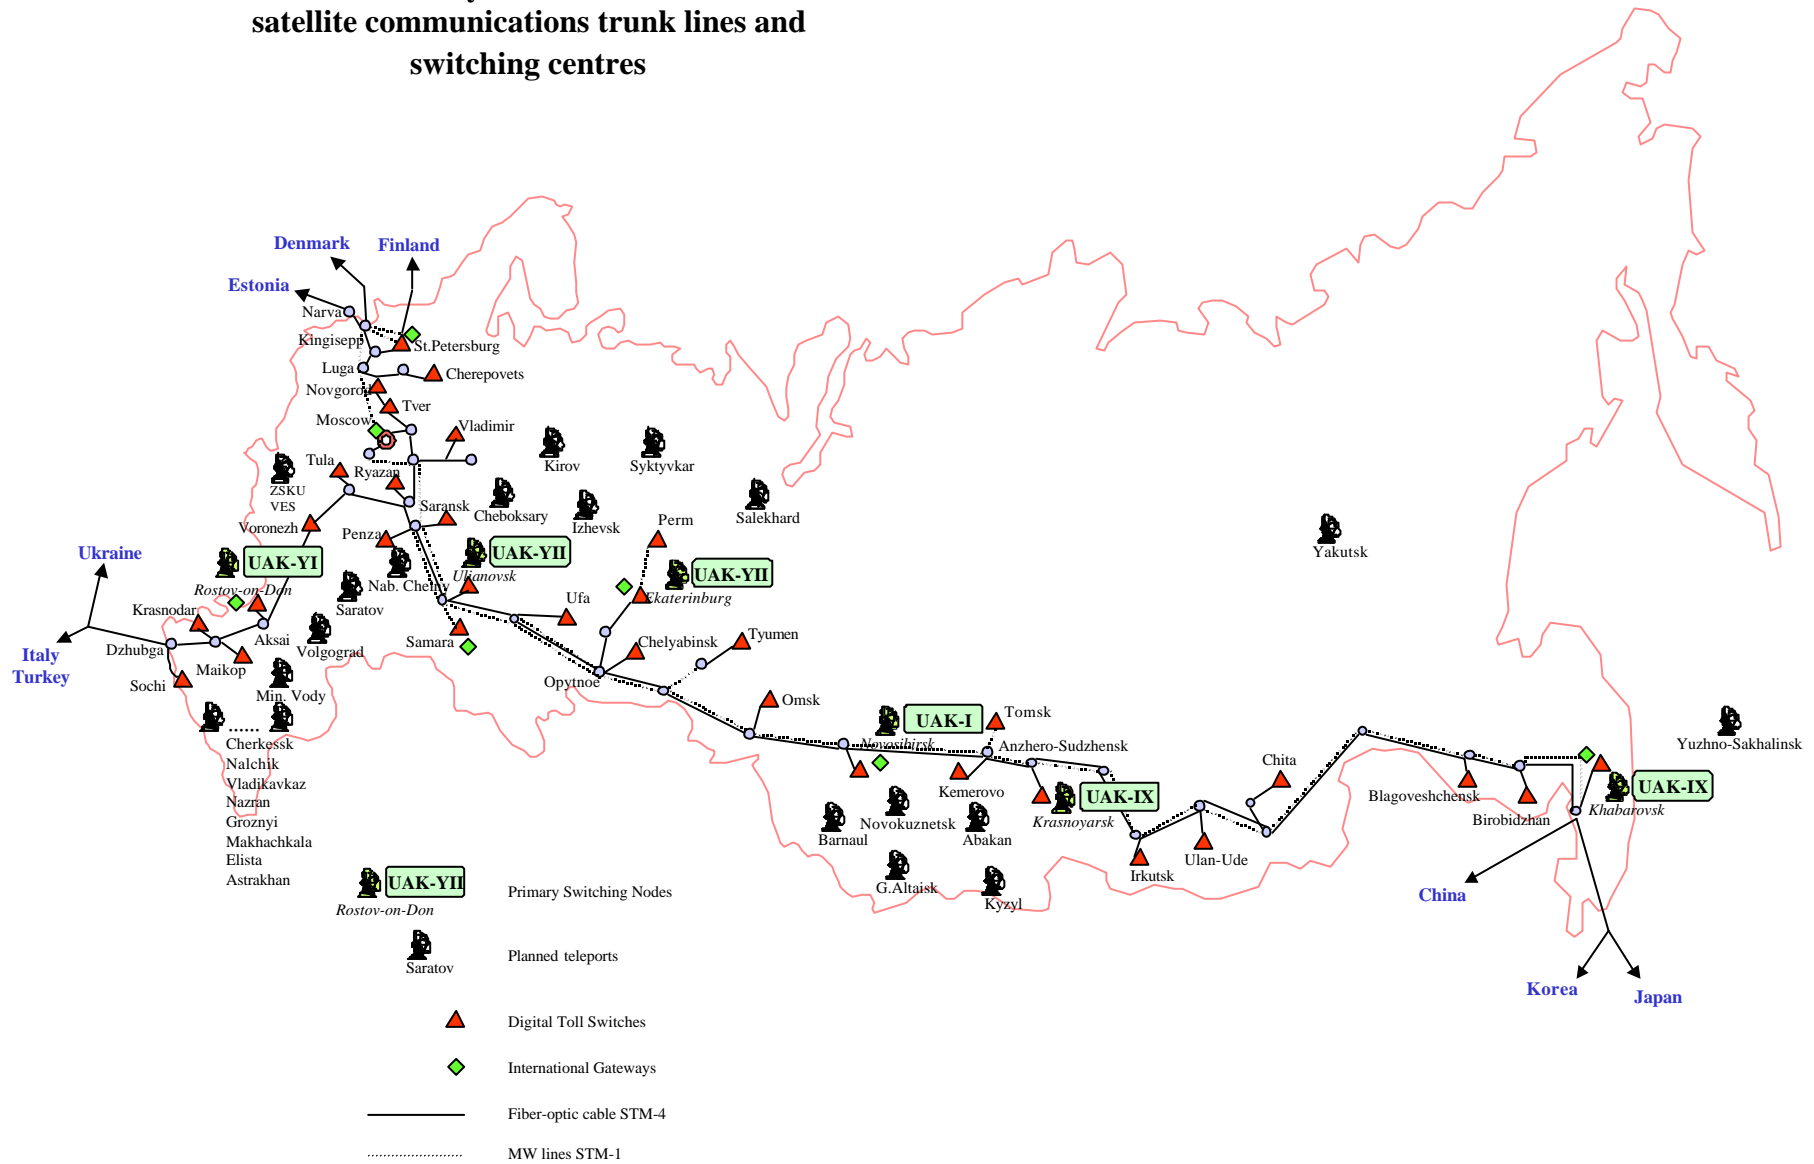 satellite communications trunk lines and
switching centres
Denmark
Finland
Estonia
Narva
Kingisepp
St.Petersburg
Luga
Cherepovets
Novgorod
Tver
Moscow
Vladimir
Kirov
Syktyvkar
Tula
Ryazan
ZSKU
VES
Saransk
Cheboksary
Izhevsk
Salekhard
Voronezh
Penza
Perm
Yakutsk
Ukraine
UAK-YI
Rostov-on-Don
Nab. Chelny
UAK-YII
Ulianovsk
UAK-YII
Ekaterinburg
Saratov
Krasnodar
Ufa
Aksai
Volgograd
Samara
Chelyabinsk
Tyumen
Dzhubga
Italy
Turkey
Maikop
Sochi
Min. Vody
Opytnoe
Omsk
UAK-I
Novosibirsk
Tomsk
Anzhero-Sudzhensk
Yuzhno-Sakhalinsk
......
Cherkessk
Nalchik
Vladikavkaz
Nazran
Groznyi
Makhachkala
Elista
Astrakhan
Chita
Kemerovo
UAK-IX
Krasnoyarsk
Blagoveshchensk
Birobidzhan
UAK-IX
Khabarovsk
Novokuznetsk
Barnaul
Abakan
Irkutsk
Ulan-Ude
G.Altaisk
Kyzyl
China
Korea
Japan
UAK-YII
Rostov-on-Don
Primary Switching Nodes
Saratov
Planned teleports
Digital Toll Switches
International Gateways
Fiber-optic cable STM-4
MW lines STM-1